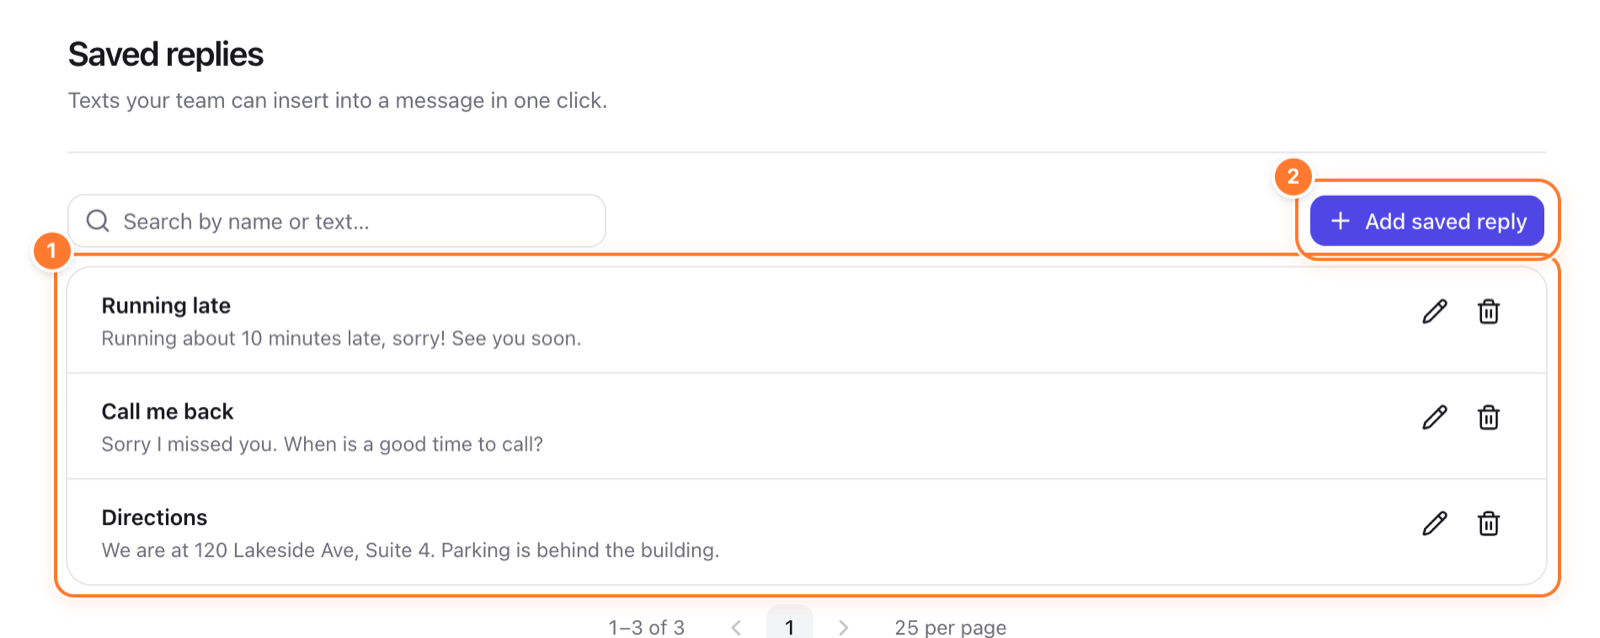 Saved replies
Texts your team can insert into a message in one click.
2
Search by name or text...
+ Add saved reply
1
Running late
Running about 10 minutes late, sorry! See you soon.
Call me back
Sorry I missed you. When is a good time to call?
Directions
We are at 120 Lakeside Ave, Suite 4. Parking is behind the building.
1–3 of 3 < 1 > 25 per page